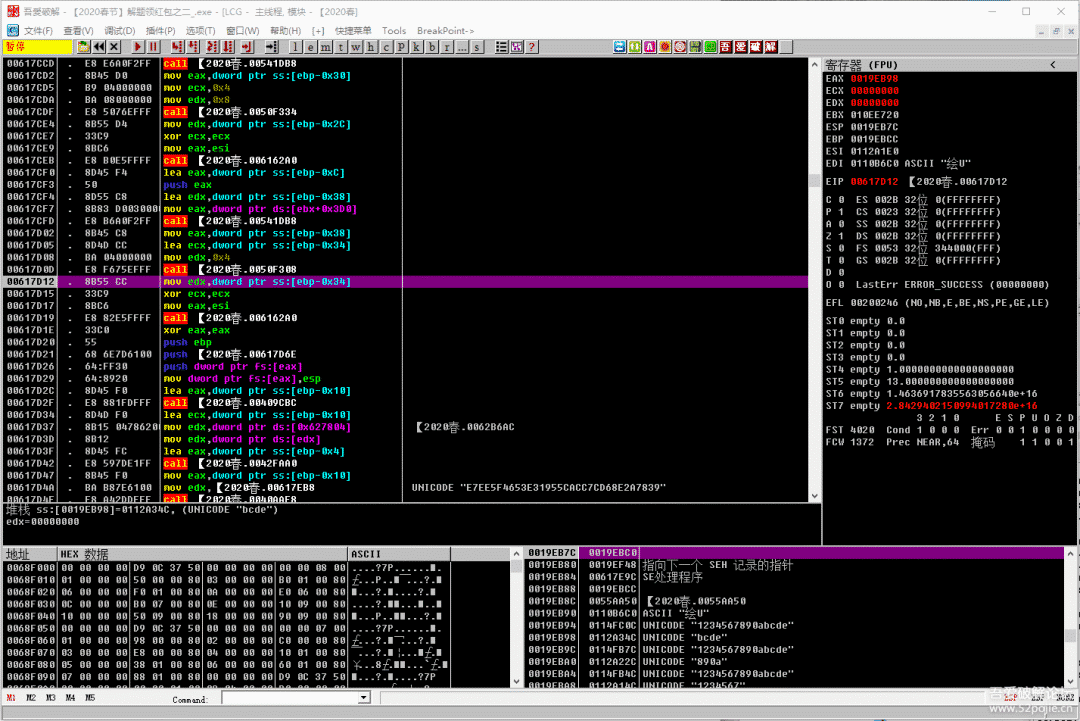 吾爱破解 - 【2020春节】解题领红包之二_.exe - [LCG - 主线程, 模块 - 【2020春]
文件(F) 查看(V) 调试(D) 插件(P) 选项(T) 窗口(W) 帮助(H) [+] 快捷菜单 Tools BreakPoint->
暂停
l e m t w h c p k b r ... s
00617CCD . E8 E6A0F2FF call 【2020春.00541DB8
00617CD2 . 8B45 D0 mov eax,dword ptr ss:[ebp-0x30]
00617CD5 . B9 04000000 mov ecx,0x4
00617CDA . BA 08000000 mov edx,0x8
00617CDF . E8 5076EFFF call 【2020春.0050F334
00617CE4 . 8B55 D4 mov edx,dword ptr ss:[ebp-0x2C]
00617CE7 . 33C9 xor ecx,ecx
00617CE9 . 8BC6 mov eax,esi
00617CEB . E8 B0E5FFFF call 【2020春.006162A0
00617CF0 . 8D45 F4 lea eax,dword ptr ss:[ebp-0xC]
00617CF3 . 50 push eax
00617CF4 . 8D55 C8 lea edx,dword ptr ss:[ebp-0x38]
00617CF7 . 8B83 D0030000 mov eax,dword ptr ds:[ebx+0x3D0]
00617CFD . E8 B6A0F2FF call 【2020春.00541DB8
00617D02 . 8B45 C8 mov eax,dword ptr ss:[ebp-0x38]
00617D05 . 8D4D CC lea ecx,dword ptr ss:[ebp-0x34]
00617D08 . BA 04000000 mov edx,0x4
00617D0D . E8 F675EFFF call 【2020春.0050F308
00617D12 . 8B55 CC mov edx,dword ptr ss:[ebp-0x34]
00617D15 . 33C9 xor ecx,ecx
00617D17 . 8BC6 mov eax,esi
00617D19 . E8 82E5FFFF call 【2020春.006162A0
00617D1E . 33C0 xor eax,eax
00617D20 . 55 push ebp
00617D21 . 68 6E7D6100 push 【2020春.00617D6E
00617D26 . 64:FF30 push dword ptr fs:[eax]
00617D29 . 64:8920 mov dword ptr fs:[eax],esp
00617D2C . 8D45 F0 lea eax,dword ptr ss:[ebp-0x10]
00617D2F . E8 881FDFFF call 【2020春.00409CBC
00617D34 . 8D4D F0 lea ecx,dword ptr ss:[ebp-0x10]
00617D37 . 8B15 04786200 mov edx,dword ptr ds:[0x627804] 【2020春.0062B6AC
00617D3D . 8B12 mov edx,dword ptr ds:[edx]
00617D3F . 8D45 FC lea eax,dword ptr ss:[ebp-0x4]
00617D42 . E8 597DE1FF call 【2020春.0042FAA0
00617D47 . 8B45 F0 mov eax,dword ptr ss:[ebp-0x10]
00617D4A . BA B87E6100 mov edx,【2020春.00617EB8 UNICODE "E7EE5F4653E31955CACC7CD68E2A7839"
00617D4F . E8 A42DDFFF call 【2020春.0040AAF8
堆栈 ss:[0019EB98]=0112A34C, (UNICODE "bcde")
edx=00000000
寄存器 (FPU) <
EAX 0019EB98
ECX 00000000
EDX 00000000
EBX 010EE720
ESP 0019EB7C
EBP 0019EBCC
ESI 0112A1E0
EDI 0110B6C0 ASCII "绘U"
EIP 00617D12 【2020春.00617D12
C 0 ES 002B 32位 0(FFFFFFFF)
P 1 CS 0023 32位 0(FFFFFFFF)
A 0 SS 002B 32位 0(FFFFFFFF)
Z 1 DS 002B 32位 0(FFFFFFFF)
S 0 FS 0053 32位 344000(FFF)
T 0 GS 002B 32位 0(FFFFFFFF)
D 0
O 0 LastErr ERROR_SUCCESS (00000000)
EFL 00200246 (NO,NB,E,BE,NS,PE,GE,LE)
ST0 empty 0.0
ST1 empty 0.0
ST2 empty 0.0
ST3 empty 0.0
ST4 empty 1.0000000000000000000
ST5 empty 13.000000000000000000
ST6 empty 1.4636917835563056640e+16
ST7 empty 2.8429402150994017280e+16
3 2 1 0 E S P U O Z D
FST 4020 Cond 1 0 0 0 Err 0 0 1 0 0 0 0
FCW 1372 Prec NEAR,64 掩码 1 1 0 0 1
地址 HEX 数据 ASCII
0068F000 00 00 00 00 D9 0C 37 50 00 00 00 00 00 00 08 80
0068F010 01 00 00 00 50 00 00 80 03 00 00 00 B0 01 00 80
0068F020 06 00 00 00 F0 01 00 80 0A 00 00 00 E0 06 00 80
0068F030 0C 00 00 00 B0 07 00 80 0E 00 00 00 10 09 00 80
0068F040 10 00 00 00 50 09 00 80 18 00 00 00 90 09 00 80
0068F050 00 00 00 00 D9 0C 37 50 00 00 00 00 00 00 07 00
0068F060 01 00 00 00 98 00 00 80 02 00 00 00 C0 00 00 80
0068F070 03 00 00 00 E8 00 00 80 04 00 00 00 10 01 00 80
0068F080 05 00 00 00 38 01 00 80 06 00 00 00 60 01 00 80
0068F090 07 00 00 00 88 01 00 80 00 00 00 00 D9 0C 37 50
0019EB7C 0019EBC0
0019EB80 0019EF48 指向下一个 SEH 记录的指针
0019EB84 00617E9C SE处理程序
0019EB88 0019EBCC
0019EB8C 0055AA50 【2020春.0055AA50
0019EB90 0110B6C0 ASCII "绘U"
0019EB94 0114FC0C UNICODE "1234567890abcde"
0019EB98 0112A34C UNICODE "bcde"
0019EB9C 0114FB7C UNICODE "1234567890abcde"
0019EBA0 0112A22C UNICODE "890a"
0019EBA4 0114FB4C UNICODE "1234567890abcde"
0019EBA8 0112A14C UNICODE "1234567"
M1 M2 M3 M4 M5 Command:
吾爱破解论坛
www.52pojie.cn